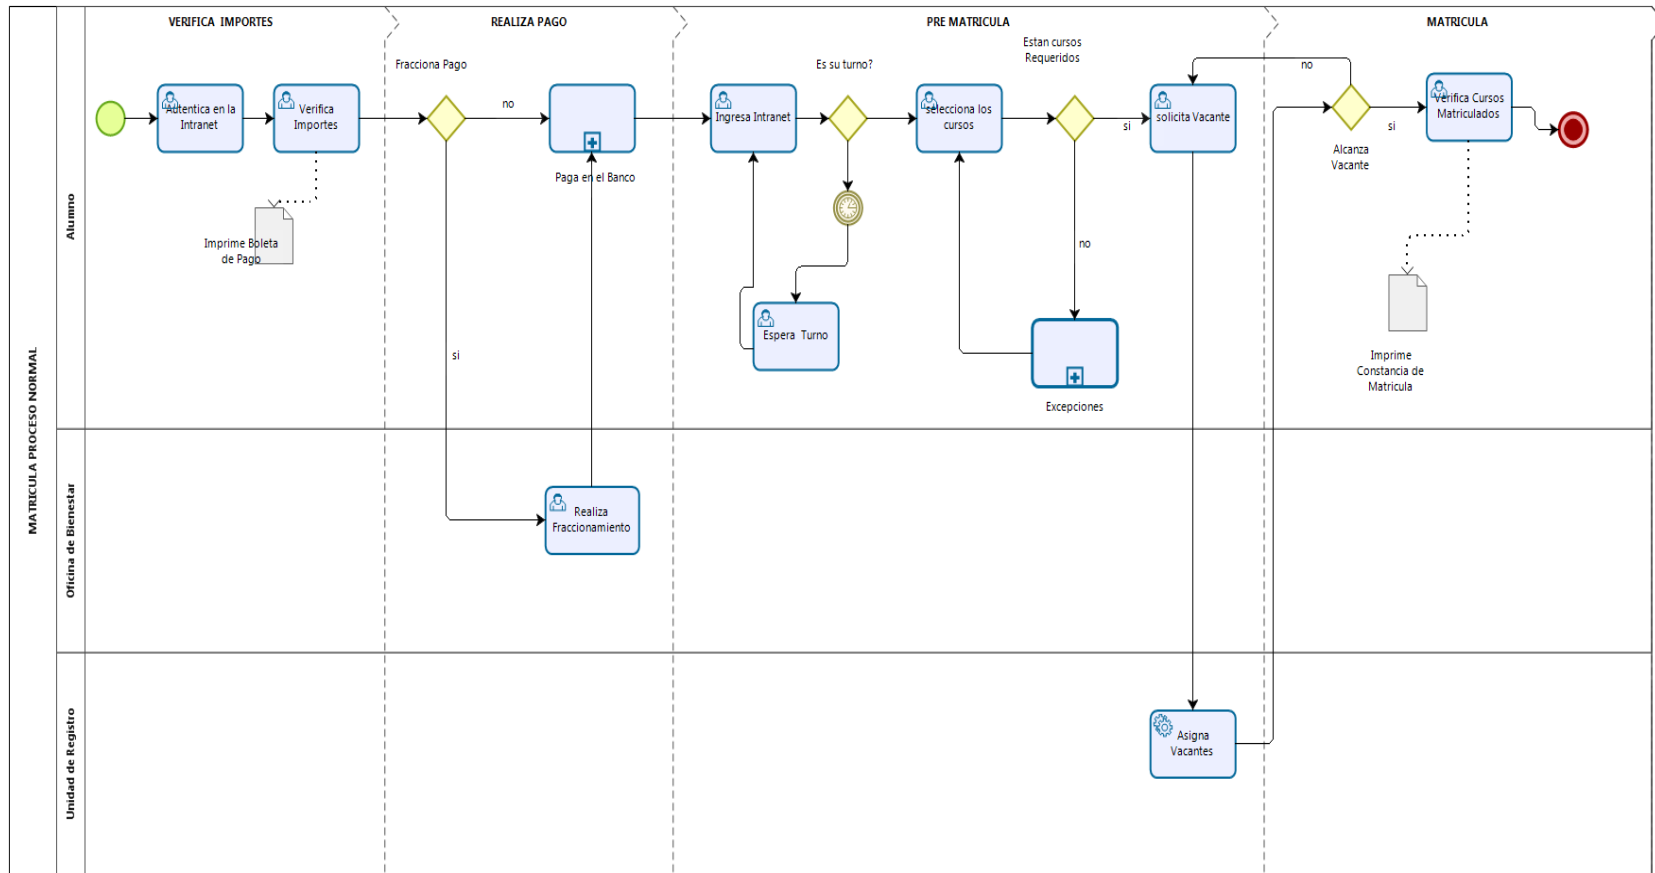 VERIFICA IMPORTES
REALIZA PAGO
PRE MATRICULA
MATRICULA
MATRICULA PROCESO NORMAL
Alumno
Autentica en la
Intranet
Verifica
Importes
Imprime Boleta
de Pago
Fracciona Pago
no
si
Paga en el Banco
Ingresa Intranet
Es su turno?
Espera Turno
selecciona los
cursos
Estan cursos
Requeridos
si
no
Excepciones
solicita Vacante
no
si
Alcanza
Vacante
Verifica Cursos
Matriculados
Imprime
Constancia de
Matricula
Oficina de Bienestar
Realiza
Fraccionamiento
Unidad de Registro
Asigna
Vacantes